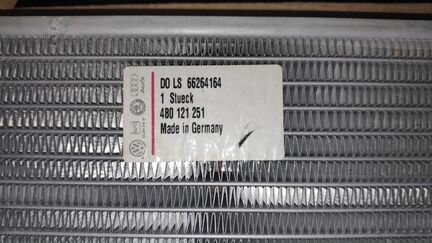 DO LS 66264164
1 Stueck
4B0 121 251
Made in Germany